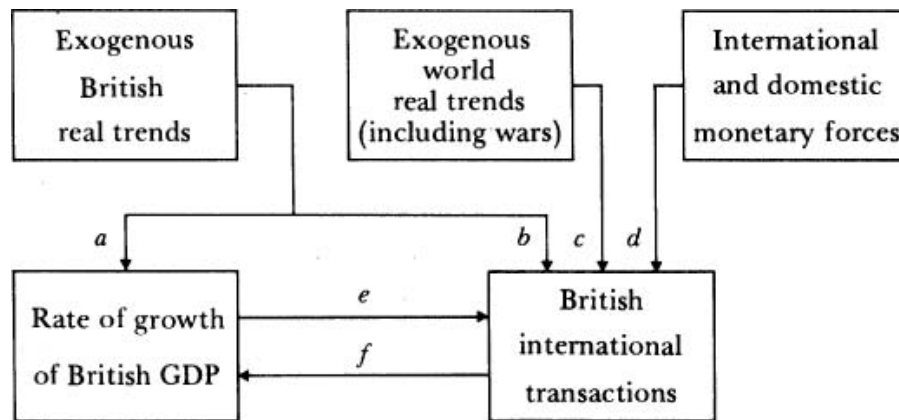 Exogenous
British
real trends
Exogenous
world
real trends
(including wars)
International
and domestic
monetary forces
a
b
c
d
Rate of growth
of British GDP
e
f
British
international
transactions